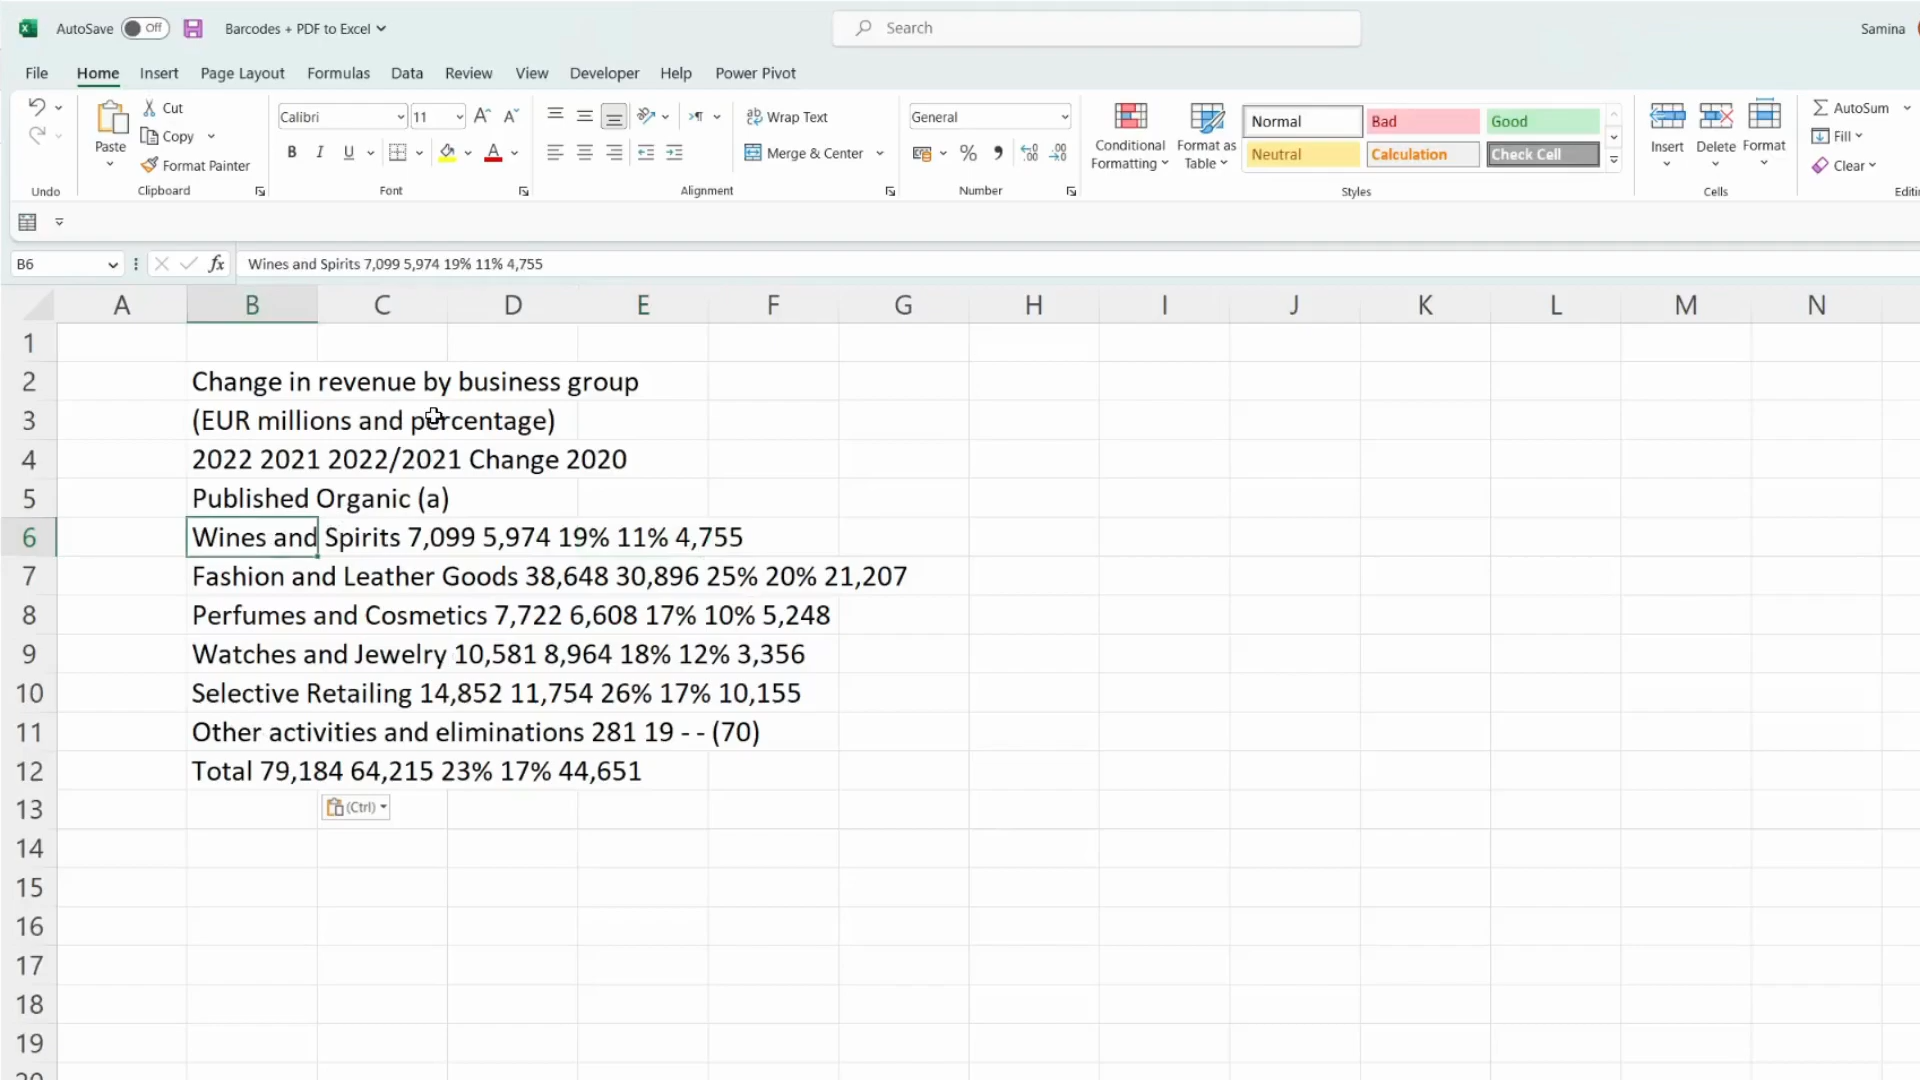 AutoSave Off Barcodes + PDF to Excel Search Samina
File Home Insert Page Layout Formulas Data Review View Developer Help Power Pivot
Paste Cut Copy Format Painter
Calibri 11 B I U A
Wrap Text
Merge & Center
General
Conditional Formatting Format as Table
Normal Bad Good
Neutral Calculation Check Cell
Insert Delete Format
AutoSum
Fill
Clear
Undo Clipboard Font Alignment Number Styles Cells Editi
B6 fx Wines and Spirits 7,099 5,974 19% 11% 4,755
A B C D E F G H I J K L M N
1
2 Change in revenue by business group
3 (EUR millions and percentage)
4 2022 2021 2022/2021 Change 2020
5 Published Organic (a)
6 Wines and Spirits 7,099 5,974 19% 11% 4,755
7 Fashion and Leather Goods 38,648 30,896 25% 20% 21,207
8 Perfumes and Cosmetics 7,722 6,608 17% 10% 5,248
9 Watches and Jewelry 10,581 8,964 18% 12% 3,356
10 Selective Retailing 14,852 11,754 26% 17% 10,155
11 Other activities and eliminations 281 19 - - (70)
12 Total 79,184 64,215 23% 17% 44,651
13 (Ctrl)
14
15
16
17
18
19